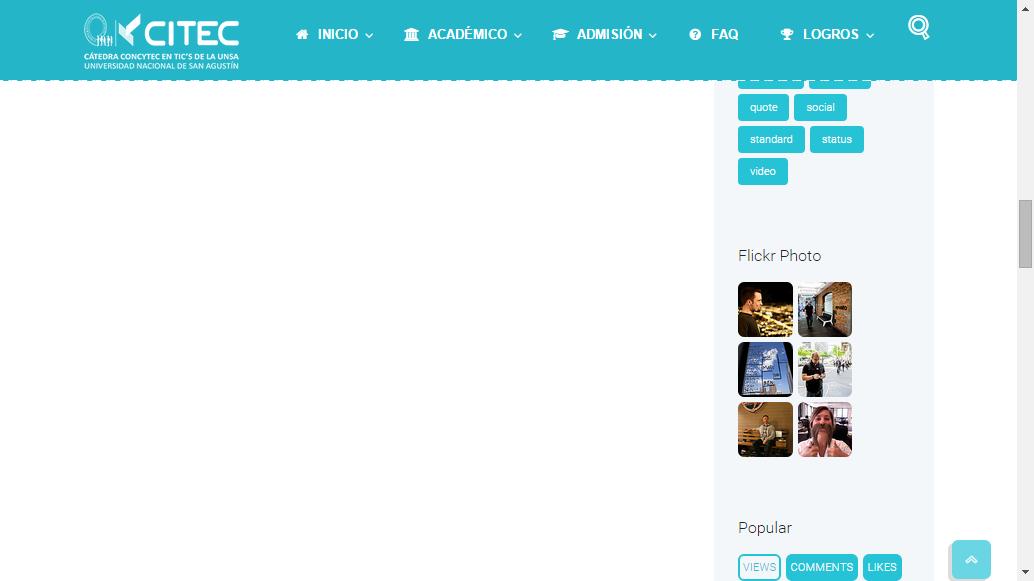 CITEC
CÁTEDRA CONCYTEC EN TIC'S DE LA UNSA
UNIVERSIDAD NACIONAL DE SAN AGUSTÍN
INICIO
ACADÉMICO
ADMISIÓN
FAQ
LOGROS
quote
social
standard
status
video
Flickr Photo
Popular
VIEWS
COMMENTS
LIKES